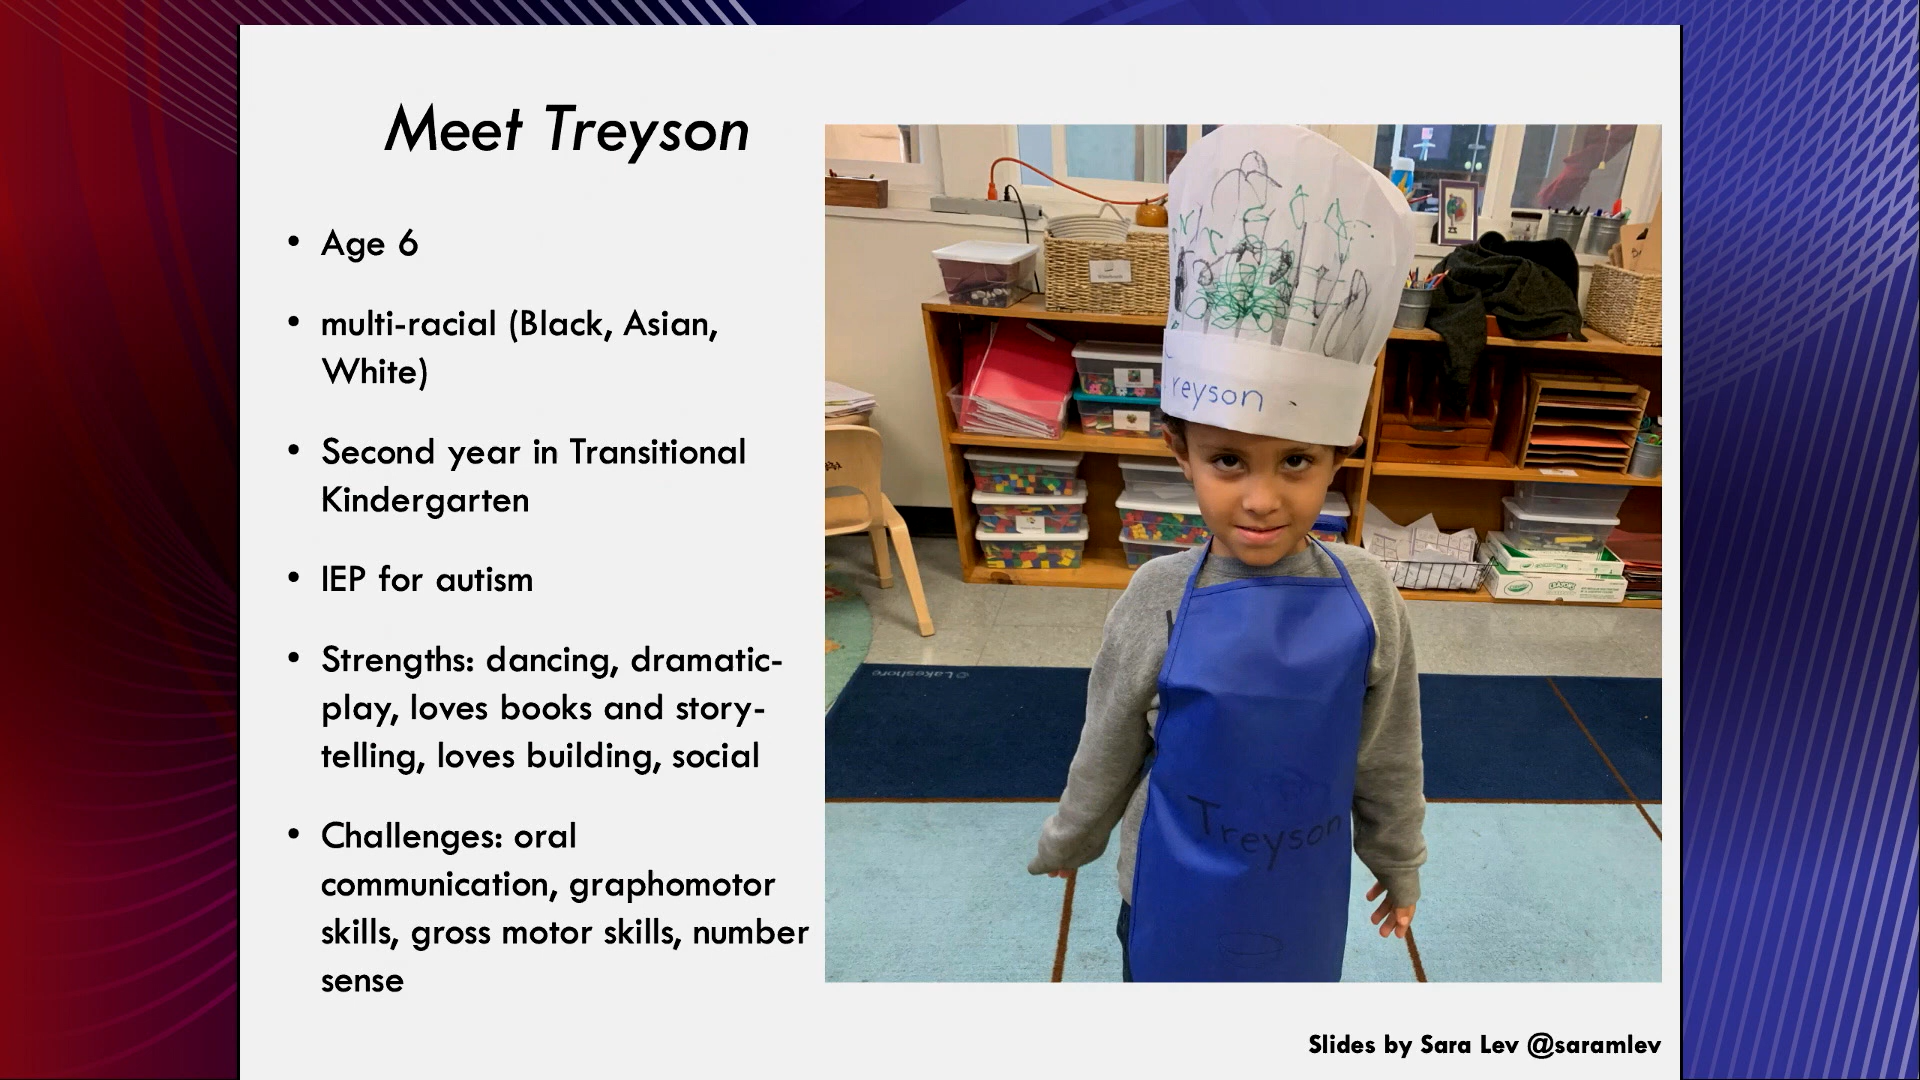 Meet Treyson
• Age 6
• multi-racial (Black, Asian,
White)
• Second year in Transitional
Kindergarten
• IEP for autism
• Strengths: dancing, dramatic-
play, loves books and story-
telling, loves building, social
• Challenges: oral
communication, graphomotor
skills, gross motor skills, number
sense
reyson
©Lakeshore
Treyson
Slides by Sara Lev @saramlev